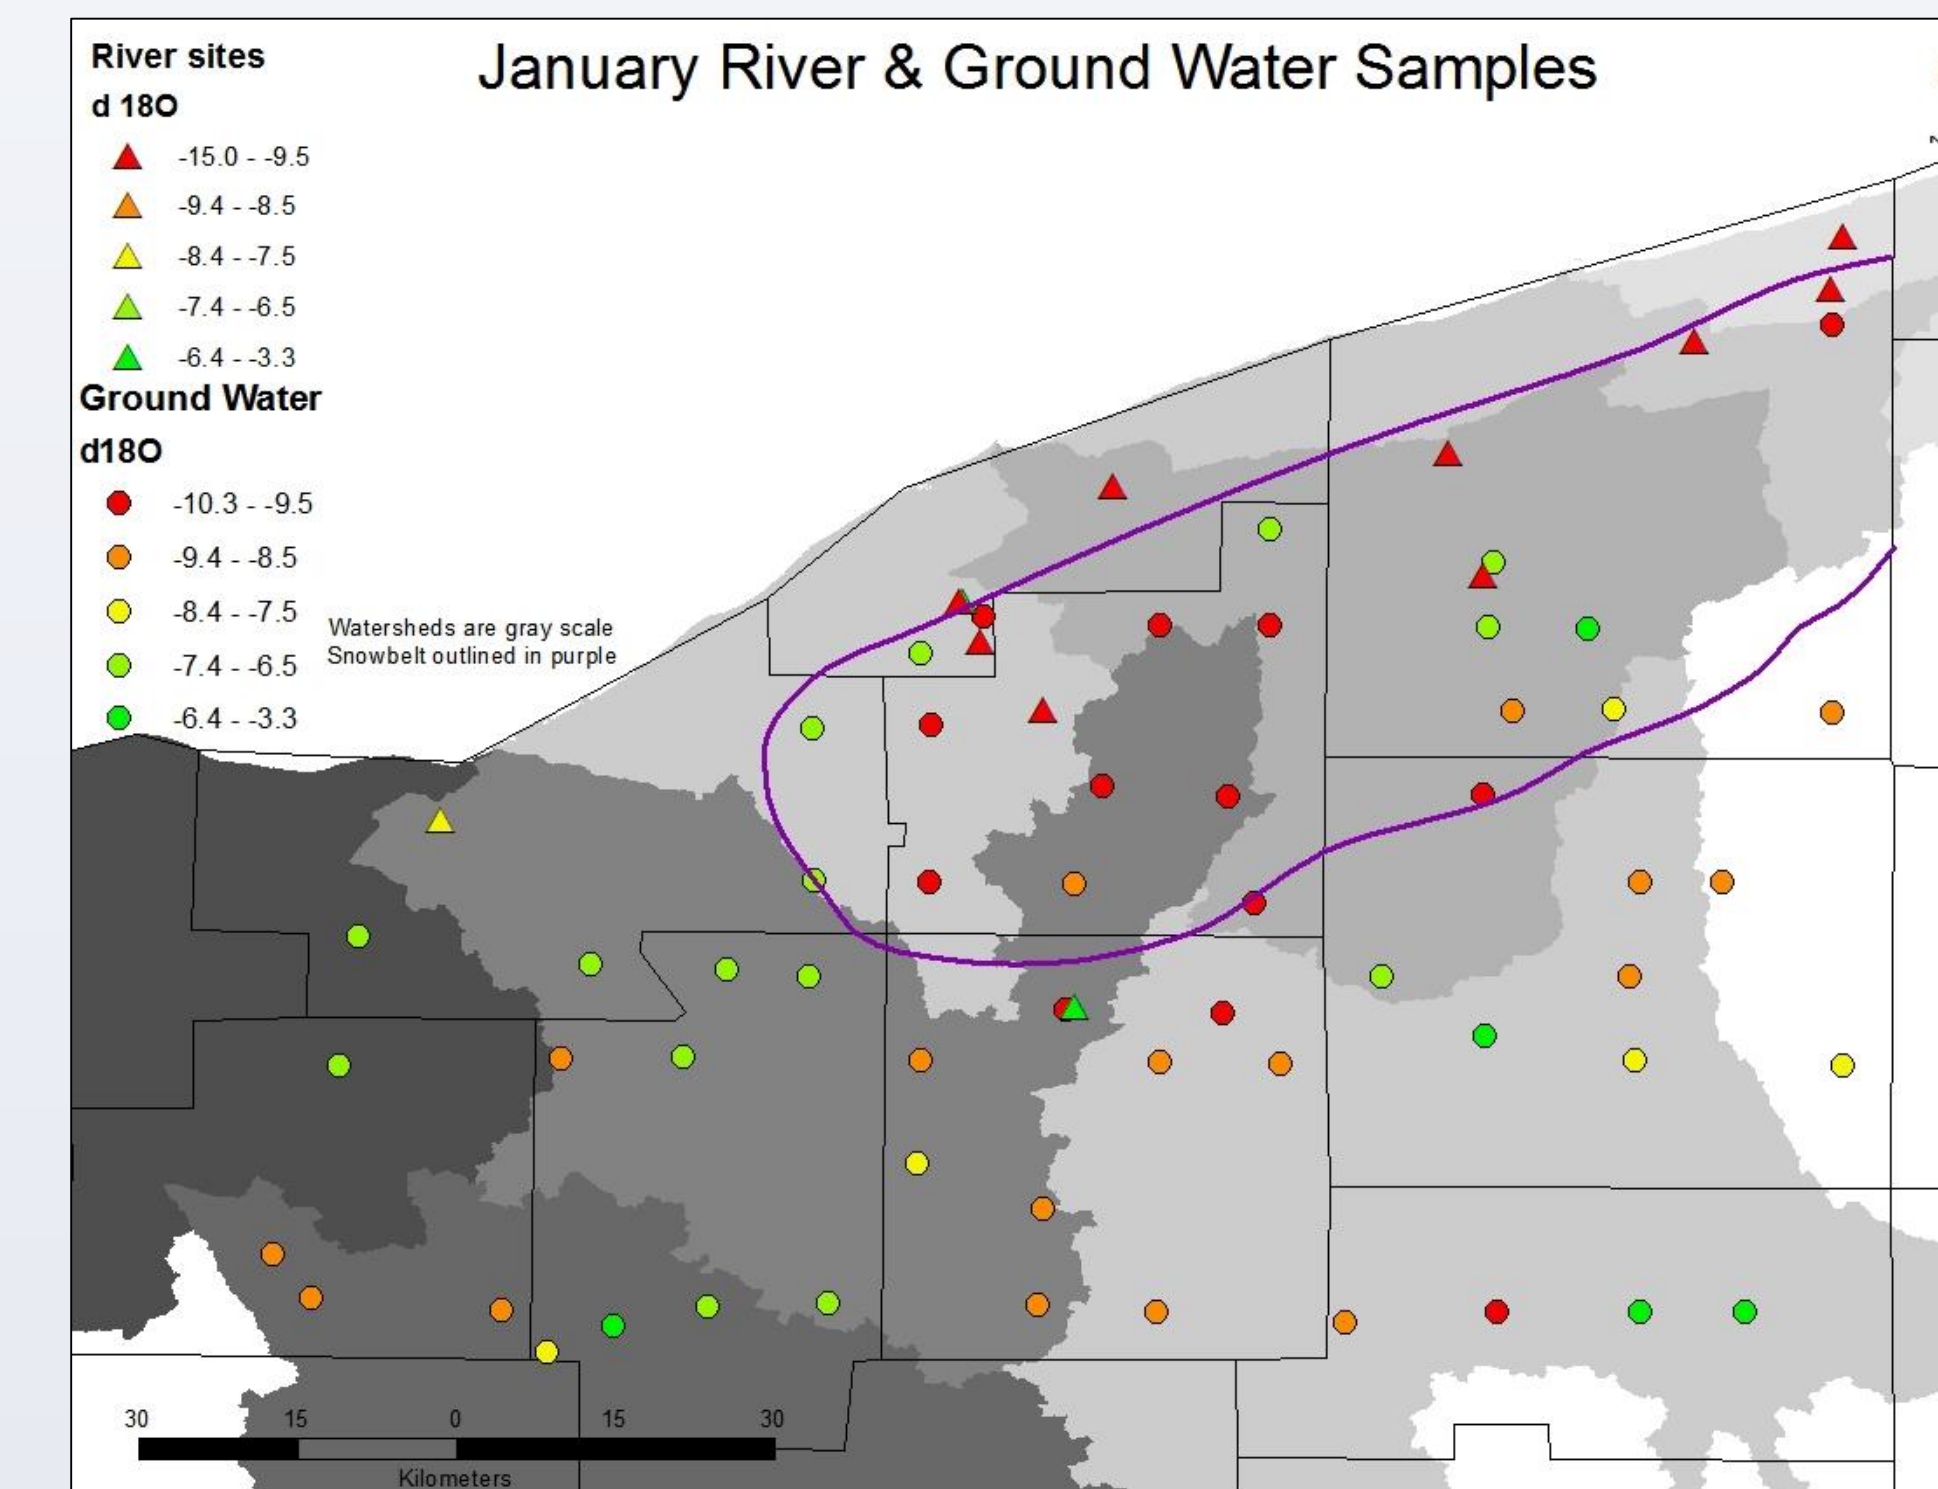 January River & Ground Water Samples
River sites
d 18O
-15.0 - -9.5
-9.4 - -8.5
-8.4 - -7.5
-7.4 - -6.5
-6.4 - -3.3
Ground Water
d18O
-10.3 - -9.5
-9.4 - -8.5
-8.4 - -7.5
-7.4 - -6.5
-6.4 - -3.3
Watersheds are gray scale
Snowbelt outlined in purple
30 15 0 15 30
Kilometers